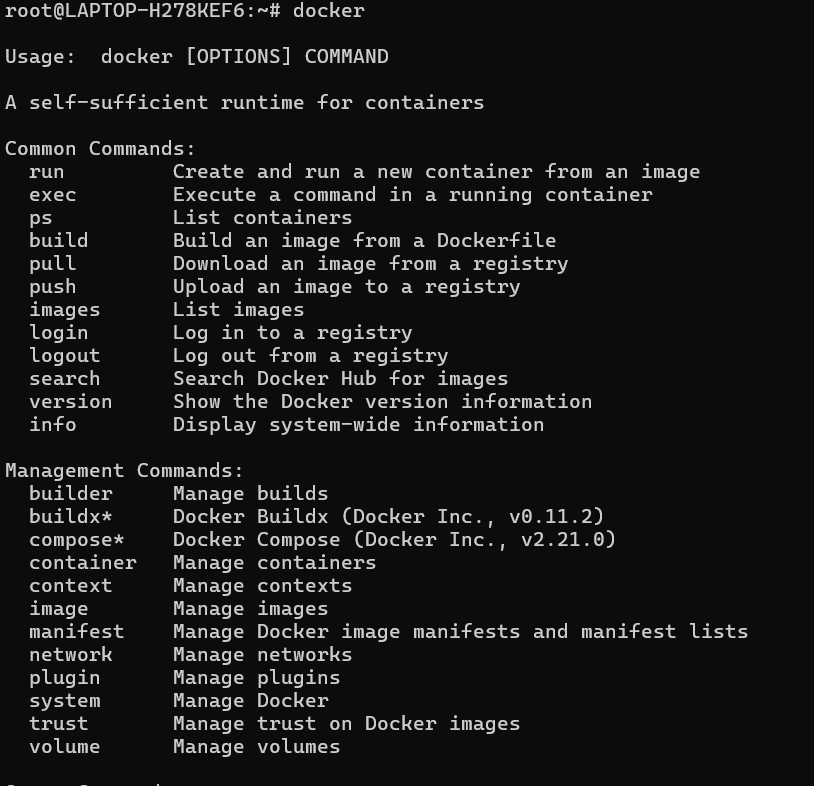 root@LAPTOP-H278KEF6:~# docker
Usage:  docker [OPTIONS] COMMAND
A self-sufficient runtime for containers
Common Commands:
  run         Create and run a new container from an image
  exec        Execute a command in a running container
  ps          List containers
  build       Build an image from a Dockerfile
  pull        Download an image from a registry
  push        Upload an image to a registry
  images      List images
  login       Log in to a registry
  logout      Log out from a registry
  search      Search Docker Hub for images
  version     Show the Docker version information
  info        Display system-wide information
Management Commands:
  builder     Manage builds
  buildx*     Docker Buildx (Docker Inc., v0.11.2)
  compose*    Docker Compose (Docker Inc., v2.21.0)
  container   Manage containers
  context     Manage contexts
  image       Manage images
  manifest    Manage Docker image manifests and manifest lists
  network     Manage networks
  plugin      Manage plugins
  system      Manage Docker
  trust       Manage trust on Docker images
  volume      Manage volumes